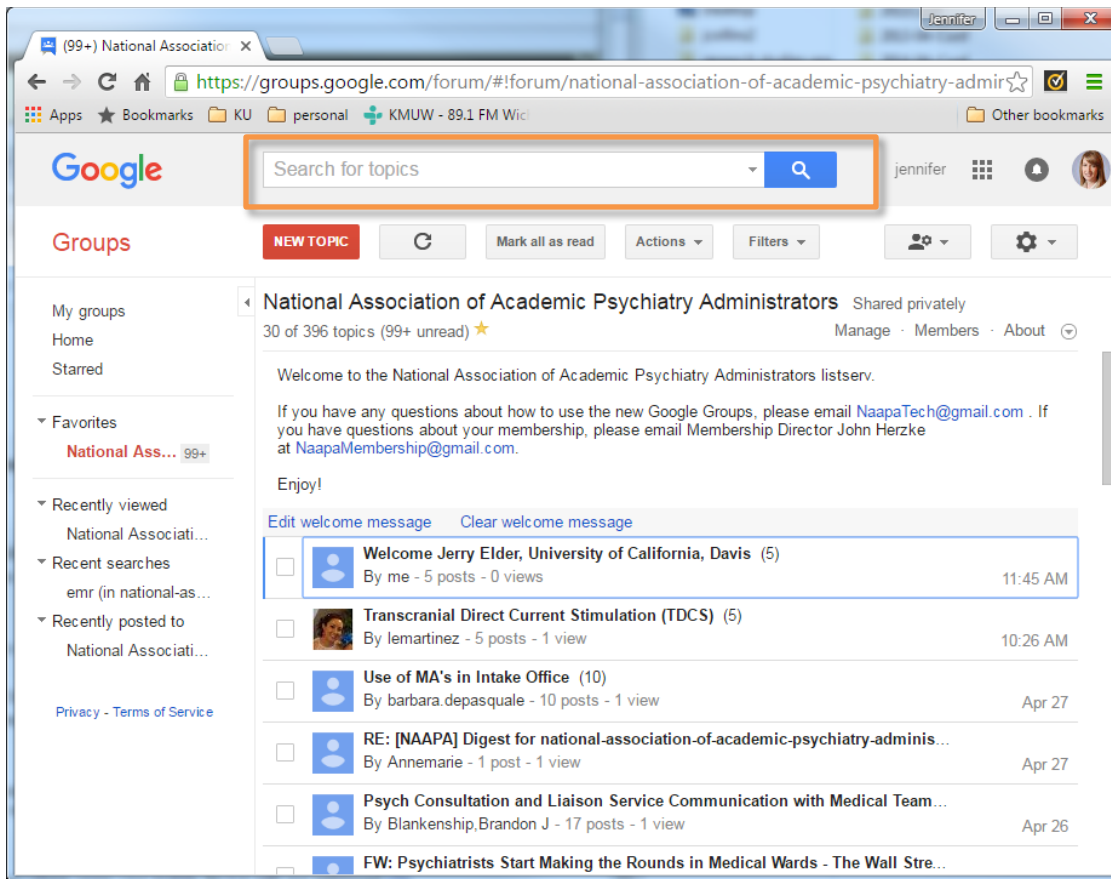 Jennifer
(99+) National Association
https://groups.google.com/forum/#!forum/national-association-of-academic-psychiatry-admir
Apps Bookmarks KU personal KMUW - 89.1 FM Wic Other bookmarks
Google Search for topics jennifer
Groups NEW TOPIC Mark all as read Actions Filters
My groups
Home
Starred
Favorites
National Ass... 99+
Recently viewed
National Associati...
Recent searches
emr (in national-as...
Recently posted to
National Associati...
Privacy - Terms of Service
National Association of Academic Psychiatry Administrators Shared privately
30 of 396 topics (99+ unread) Manage · Members · About
Welcome to the National Association of Academic Psychiatry Administrators listserv.
If you have any questions about how to use the new Google Groups, please email NaapaTech@gmail.com . If
you have questions about your membership, please email Membership Director John Herzke
at NaapaMembership@gmail.com.
Enjoy!
Edit welcome message Clear welcome message
Welcome Jerry Elder, University of California, Davis (5)
By me - 5 posts - 0 views 11:45 AM
Transcranial Direct Current Stimulation (TDCS) (5)
By lemartinez - 5 posts - 1 view 10:26 AM
Use of MA's in Intake Office (10)
By barbara.depasquale - 10 posts - 1 view Apr 27
RE: [NAAPA] Digest for national-association-of-academic-psychiatry-adminis...
By Annemarie - 1 post - 1 view Apr 27
Psych Consultation and Liaison Service Communication with Medical Team...
By Blankenship,Brandon J - 17 posts - 1 view Apr 26
FW: Psychiatrists Start Making the Rounds in Medical Wards - The Wall Stre...